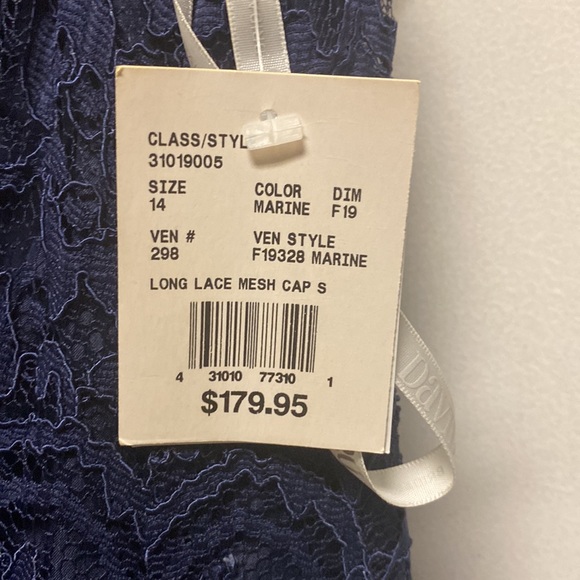 CLASS/STYL
31019005
SIZE COLOR DIM
14 MARINE F19
VEN # VEN STYLE
298 F19328 MARINE
LONG LACE MESH CAP S
4 31010 77310 1
$179.95
Dav